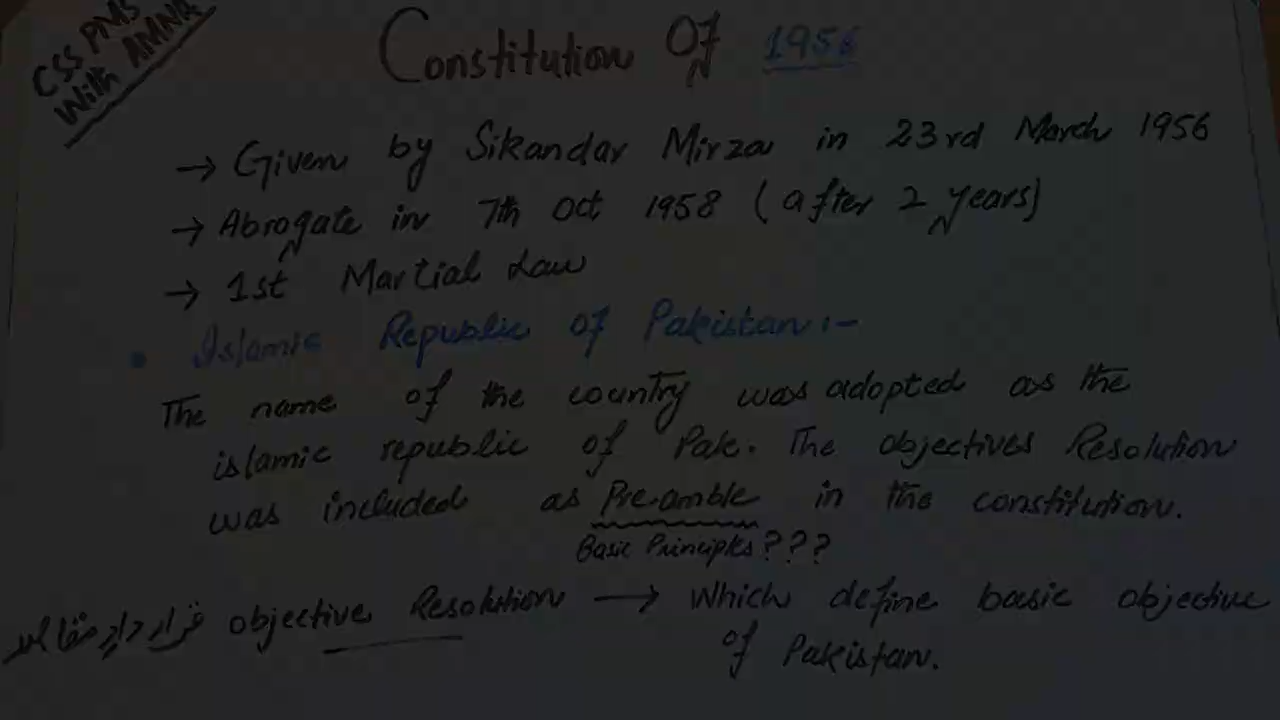 CSS PMS
With AMNA
Constitution Of 1956
→ Given by Sikandar Mirza in 23rd March 1956
→ Abrogate in 7th Oct 1958 (after 2 years)
→ 1st Martial Law
• Islamic Republic of Pakistan:-
The name of the country was adopted as the
islamic republic of Pak. The objectives Resolution
was included as Preamble in the constitution.
Basic Principles???
قرار داد مقاصد objective Resolution → Which define basic objective
of Pakistan.